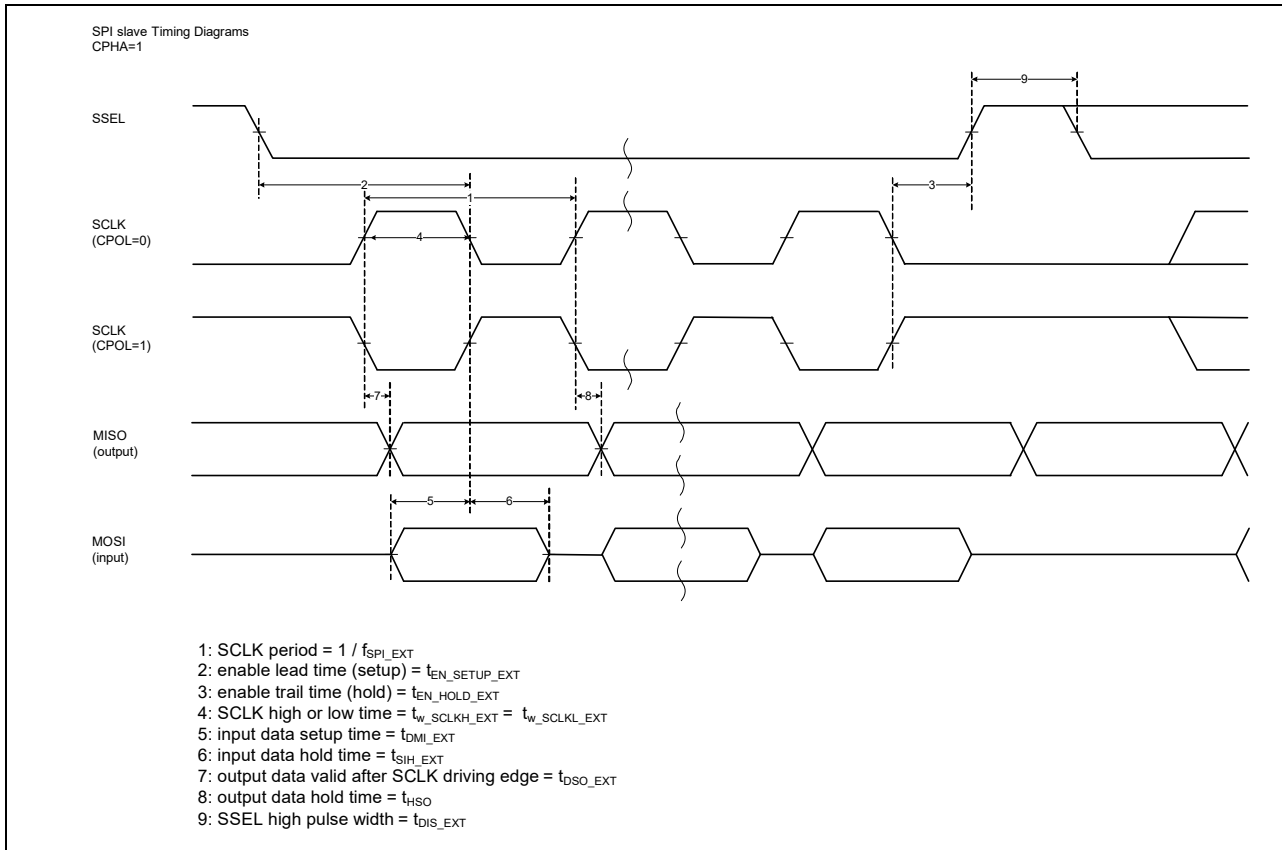 SPI slave Timing Diagrams
CPHA=1
9
SSEL
2
3
1
SCLK
(CPOL=0)
4
SCLK
(CPOL=1)
7
8
MISO
(output)
5
6
MOSI
(input)
1: SCLK period = 1 / fSPI_EXT
2: enable lead time (setup) = tEN_SETUP_EXT
3: enable trail time (hold) = tEN_HOLD_EXT
4: SCLK high or low time = tw_SCLKH_EXT = tw_SCLKL_EXT
5: input data setup time = tDMI_EXT
6: input data hold time = tSIH_EXT
7: output data valid after SCLK driving edge = tDSO_EXT
8: output data hold time = tHSO
9: SSEL high pulse width = tDIS_EXT